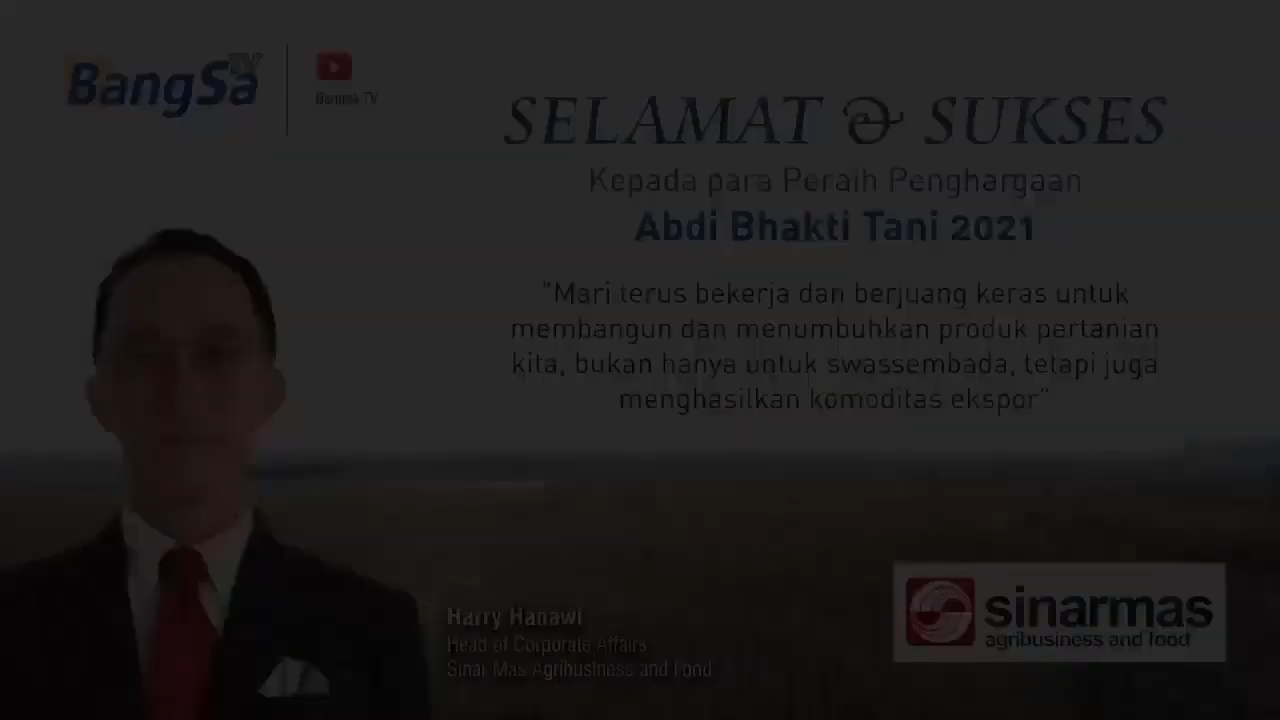 BangSa TV
Bangsa TV
SELAMAT & SUKSES
Kepada para Peraih Penghargaan
Abdi Bhakti Tani 2021
"Mari terus bekerja dan berjuang keras untuk
membangun dan menumbuhkan produk pertanian
kita, bukan hanya untuk swassembada, tetapi juga
menghasilkan komoditas ekspor"
Harry Hanawi
Head of Corporate Affairs
Sinar Mas Agribusiness and Food
sinarmas
agribusiness and food